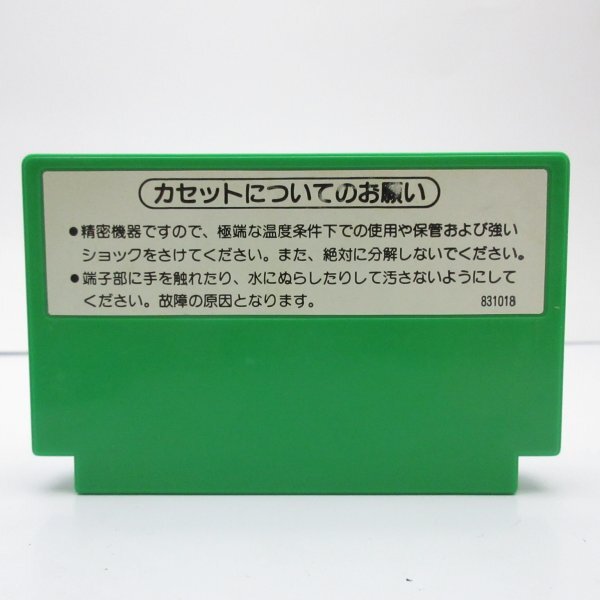 カセットについてのお願い
●精密機器ですので、極端な温度条件下での使用や保管および強い
ショックをさけてください。また、絶対に分解しないでください。
●端子部に手を触れたり、水にぬらしたりして汚さないようにして
ください。故障の原因となります。 831018